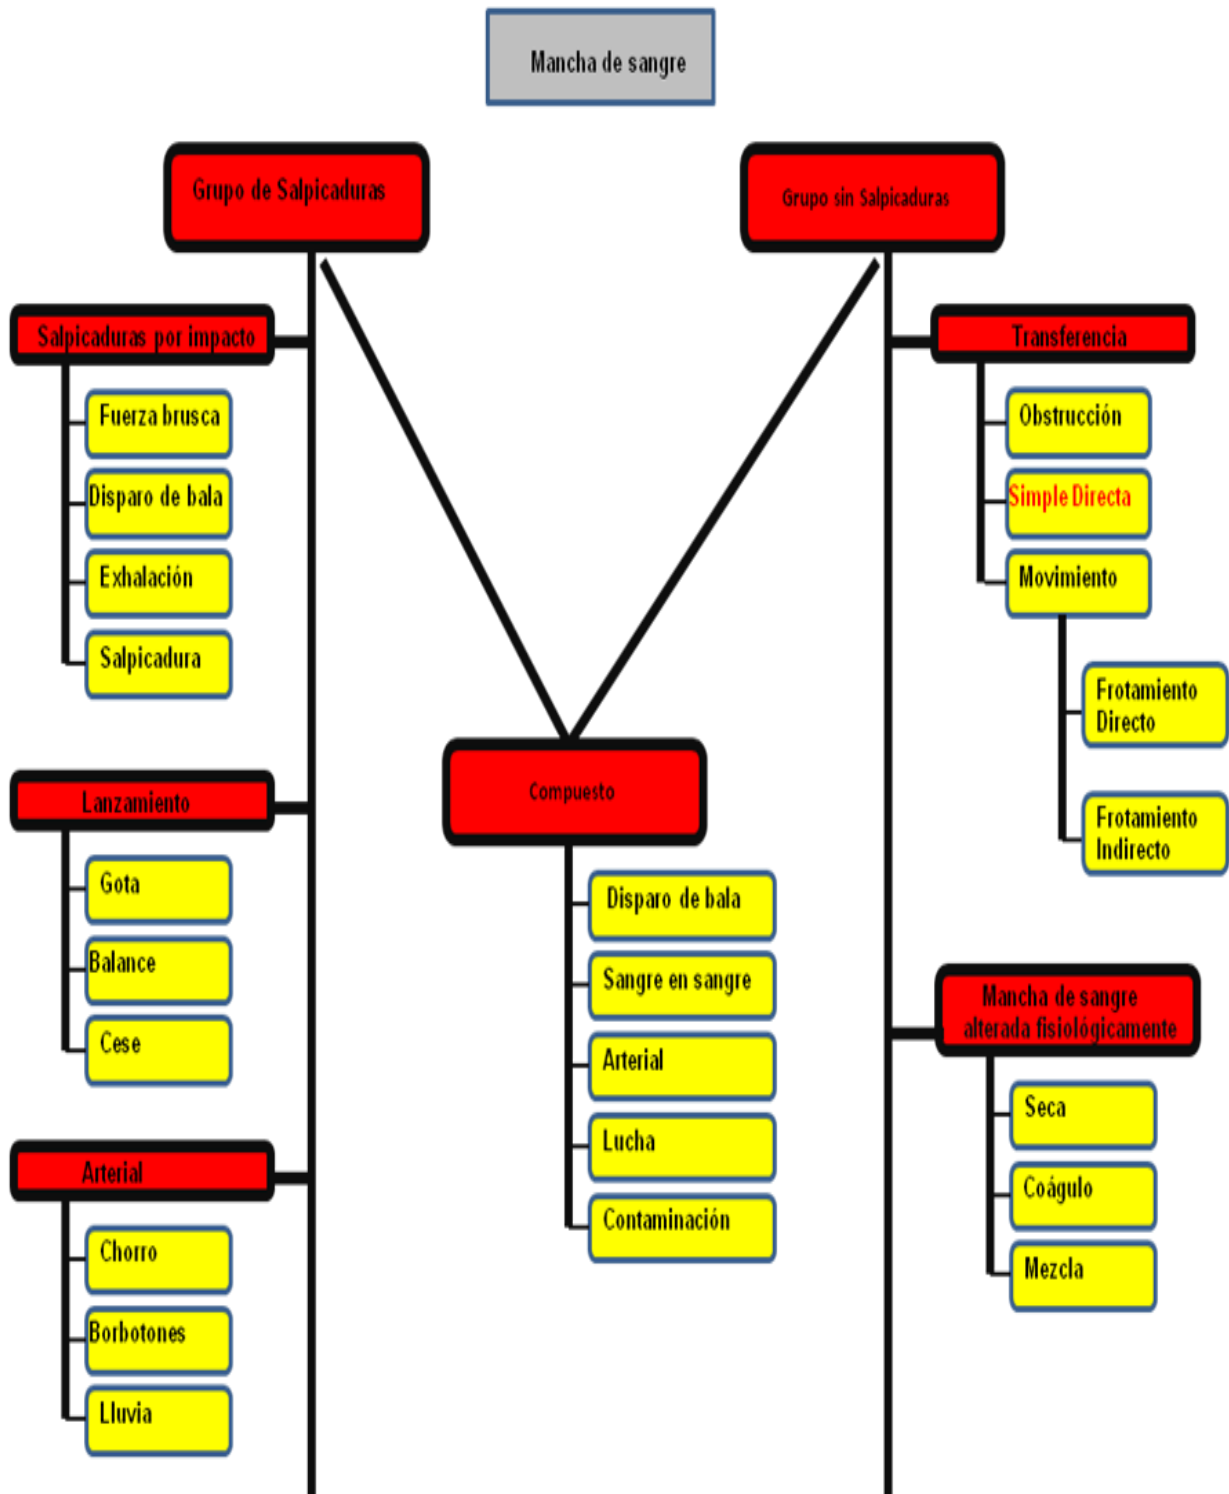 Mancha de sangre
Grupo de Salpicaduras
Grupo sin Salpicaduras
Salpicaduras por impacto
Fuerza brusca
Disparo de bala
Exhalación
Salpicadura
Lanzamiento
Gota
Balance
Cese
Arterial
Chorro
Borbotones
Lluvia
Compuesto
Disparo de bala
Sangre en sangre
Arterial
Lucha
Contaminación
Transferencia
Obstrucción
Simple Directa
Movimiento
Frotamiento
Directo
Frotamiento
Indirecto
Mancha de sangre
alterada fisiológicamente
Seca
Coágulo
Mezcla